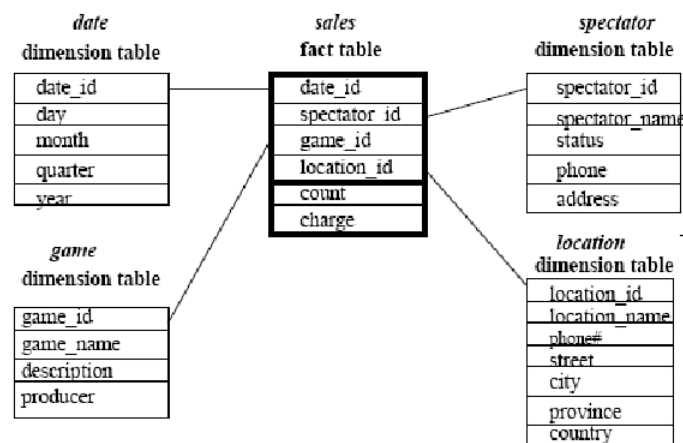 date
dimension table
date_id
day
month
quarter
year
sales
fact table
date_id
spectator_id
game_id
location_id
count
charge
spectator
dimension table
spectator_id
spectator_name
status
phone
address
game
dimension table
game_id
game_name
description
producer
location
dimension table
location_id
location_name
phone#
street
city
province
country